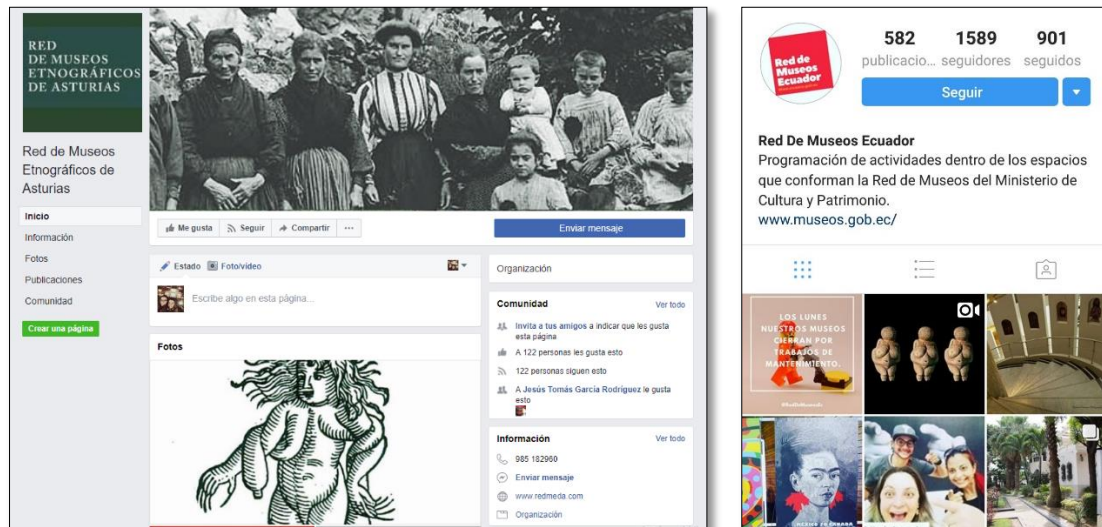 RED
DE MUSEOS
ETNOGRÁFICOS
DE ASTURIAS
Red de Museos
Etnográficos de
Asturias
Inicio
Información
Fotos
Publicaciones
Comunidad
Crear una página
Me gusta Seguir Compartir ...
Enviar mensaje
Estado Foto/vídeo
Escribe algo en esta página...
Fotos
Organización
Comunidad Ver todo
Invita a tus amigos a indicar que les gusta
esta página
A 122 personas les gusta esto
122 personas siguen esto
A Jesús Tomás García Rodríguez le gusta
esto
Información Ver todo
985 182960
Enviar mensaje
www.redmeda.com
Organización
Red de
Museos
Ecuador
582 1589 901
publicacio... seguidores seguidos
Seguir
Red De Museos Ecuador
Programación de actividades dentro de los espacios
que conforman la Red de Museos del Ministerio de
Cultura y Patrimonio.
www.museos.gob.ec/
LOS LUNES
NUESTROS MUSEOS
CIERRAN POR
TRABAJOS DE
MANTENIMIENTO.